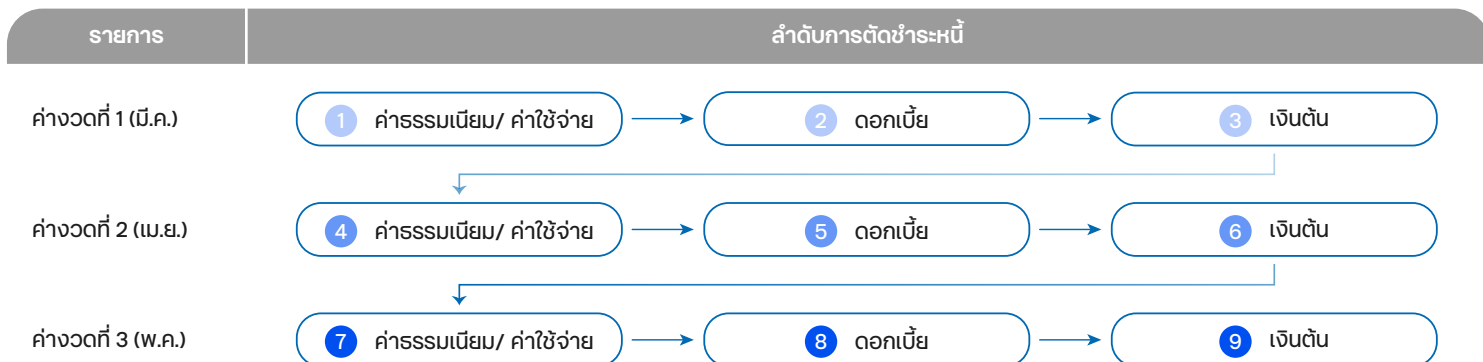 รายการ ลำดับการตัดชำระหนี้
ค่างวดที่ 1 (มี.ค.) 1 ค่าธรรมเนียม/ ค่าใช้จ่าย 2 ดอกเบี้ย 3 เงินต้น
ค่างวดที่ 2 (เม.ย.) 4 ค่าธรรมเนียม/ ค่าใช้จ่าย 5 ดอกเบี้ย 6 เงินต้น
ค่างวดที่ 3 (พ.ค.) 7 ค่าธรรมเนียม/ ค่าใช้จ่าย 8 ดอกเบี้ย 9 เงินต้น